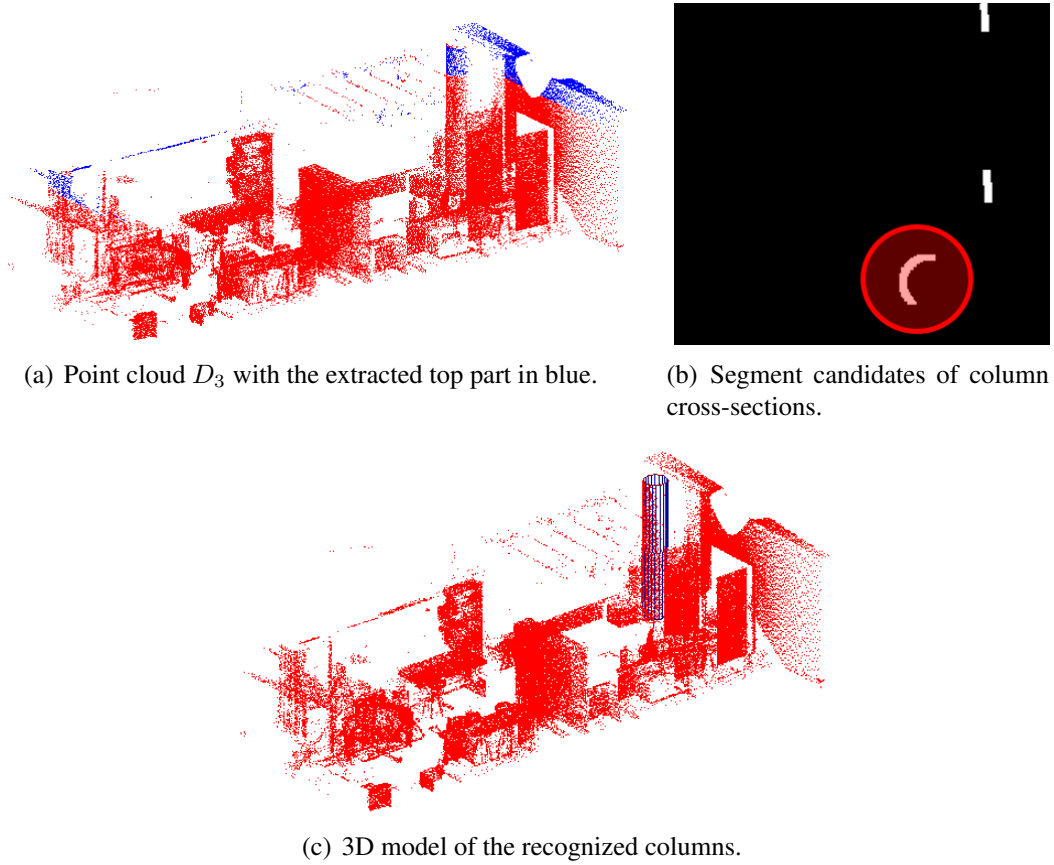 (a) Point cloud D3 with the extracted top part in blue.
(b) Segment candidates of column
cross-sections.
(c) 3D model of the recognized columns.